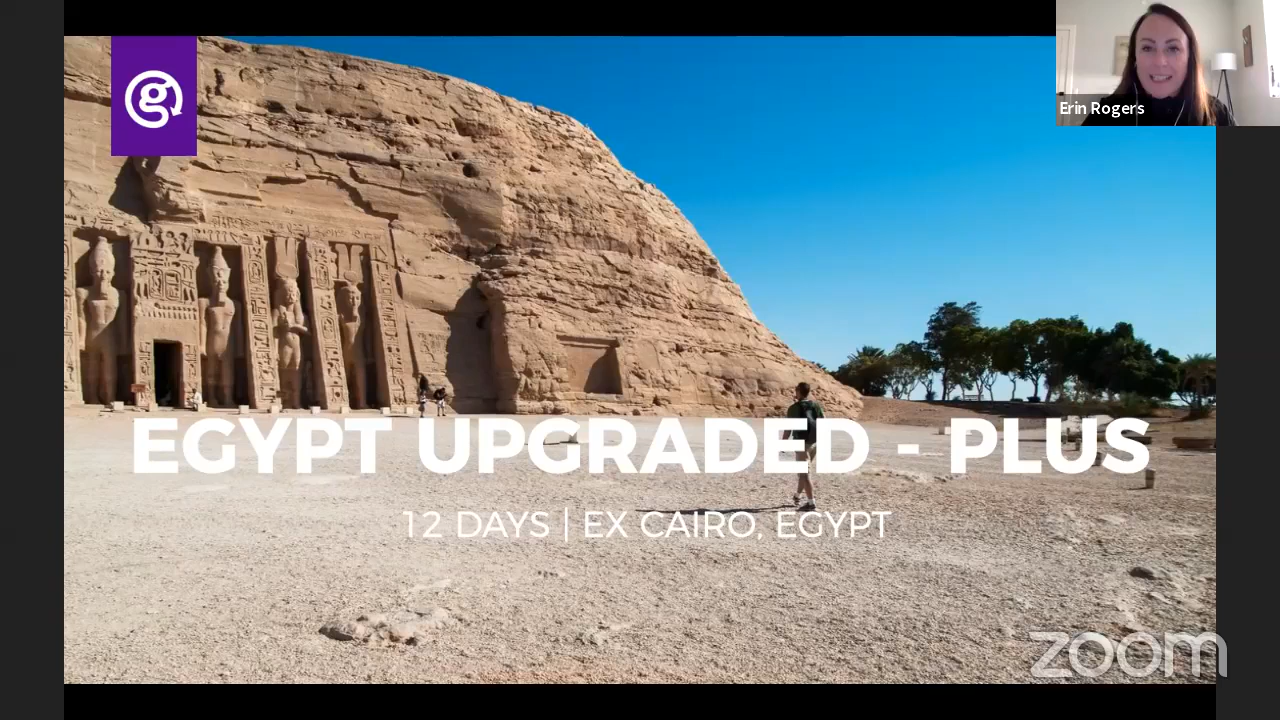 g
Erin Rogers
EGYPT UPGRADED - PLUS
12 DAYS | EX CAIRO, EGYPT
zoom